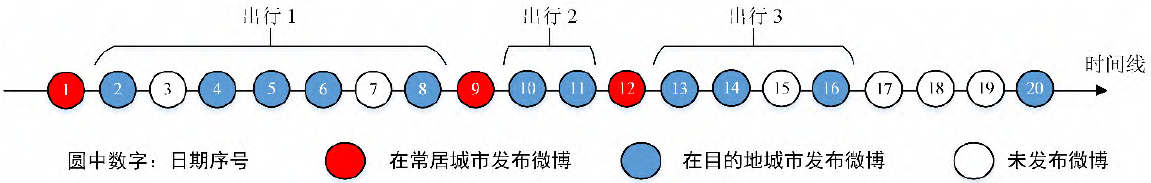 出行 1 出行 2 出行 3
时间线
1 2 3 4 5 6 7 8 9 10 11 12 13 14 15 16 17 18 19 20
圆中数字：日期序号 在常居城市发布微博 在目的地城市发布微博 未发布微博